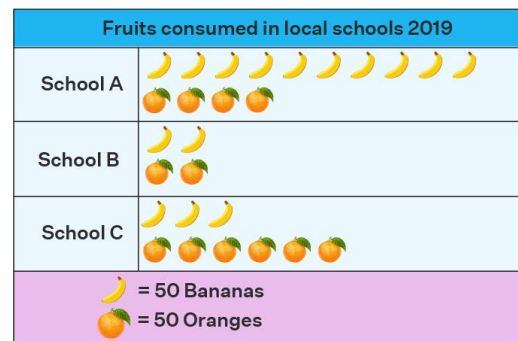 Fruits consumed in local schools 2019
School A
School B
School C
= 50 Bananas
= 50 Oranges